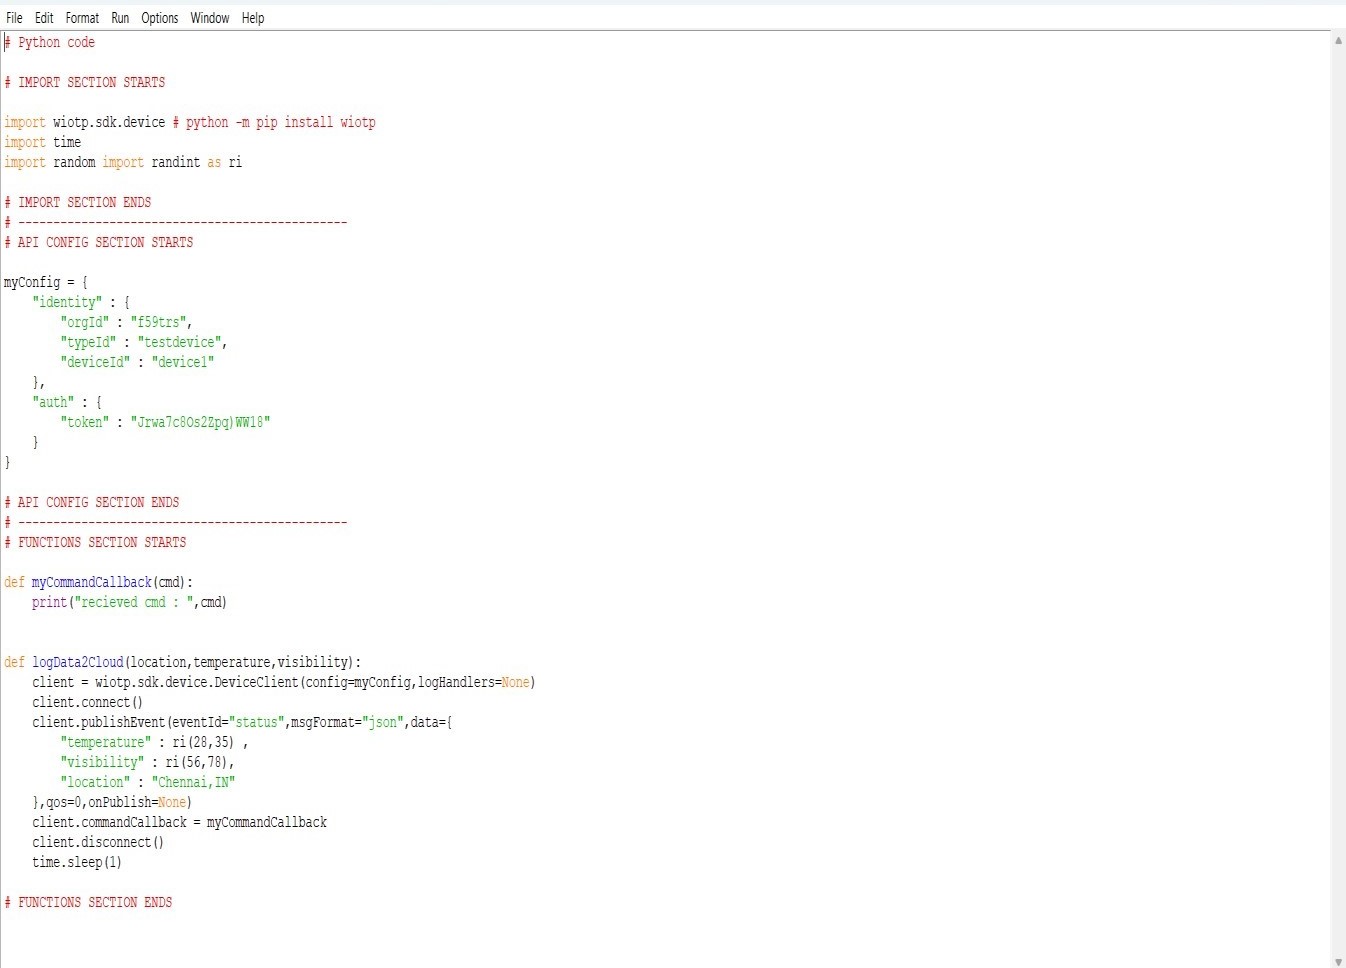 File Edit Format Run Options Window Help
# Python code
# IMPORT SECTION STARTS
import wiotp.sdk.device # python -m pip install wiotp
import time
import random import randint as ri
# IMPORT SECTION ENDS
# -----------------------------------------------
# API CONFIG SECTION STARTS
myConfig = {
    "identity" : {
        "orgId" : "f59trs",
        "typeId" : "testdevice",
        "deviceId" : "device1"
    },
    "auth" : {
        "token" : "Jrwa7c8Os2Zpq)WW18"
    }
}
# API CONFIG SECTION ENDS
# -----------------------------------------------
# FUNCTIONS SECTION STARTS
def myCommandCallback(cmd):
    print("recieved cmd : ",cmd)
def logData2Cloud(location,temperature,visibility):
    client = wiotp.sdk.device.DeviceClient(config=myConfig,logHandlers=None)
    client.connect()
    client.publishEvent(eventId="status",msgFormat="json",data={
        "temperature" : ri(28,35) ,
        "visibility" : ri(56,78),
        "location" : "Chennai,IN"
    },qos=0,onPublish=None)
    client.commandCallback = myCommandCallback
    client.disconnect()
    time.sleep(1)
# FUNCTIONS SECTION ENDS